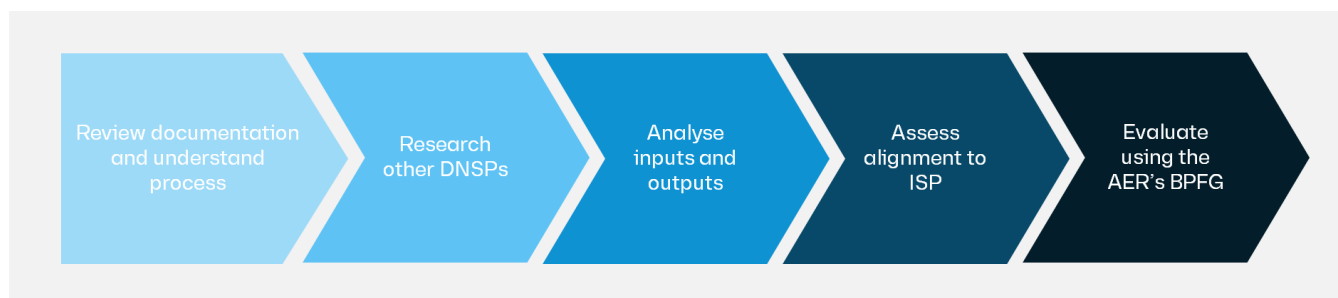 Review documentation
and understand
process
Research
other DNSPs
Analyse
inputs and
outputs
Assess
alignment to
ISP
Evaluate
using the
AER's BPFG